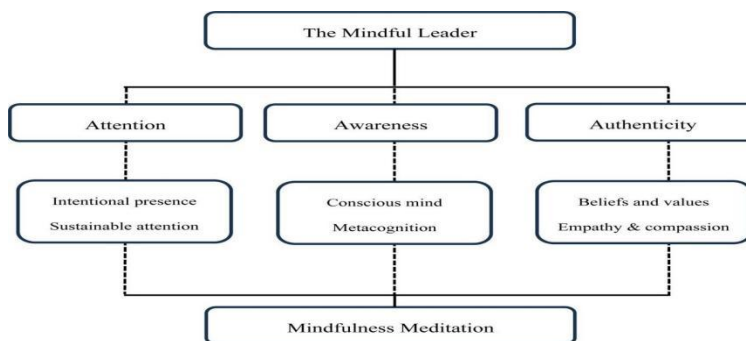 The Mindful Leader
Attention
Awareness
Authenticity
Intentional presence
Sustainable attention
Conscious mind
Metacognition
Beliefs and values
Empathy & compassion
Mindfulness Meditation